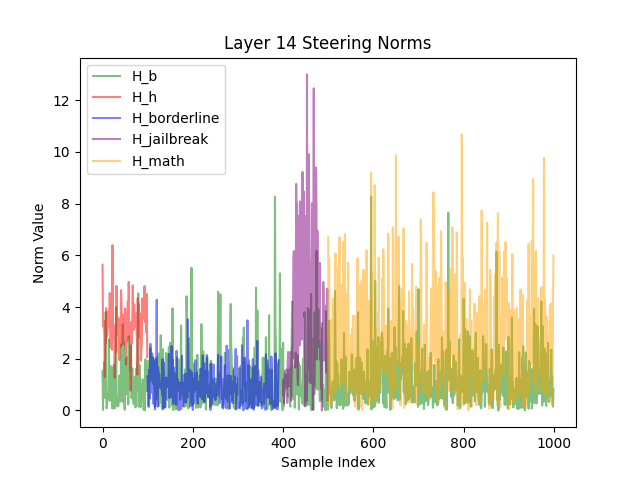 Layer 14 Steering Norms
H_b
H_h
H_borderline
H_jailbreak
H_math
Norm Value
12
10
8
6
4
2
0
0
200
400
600
800
1000
Sample Index